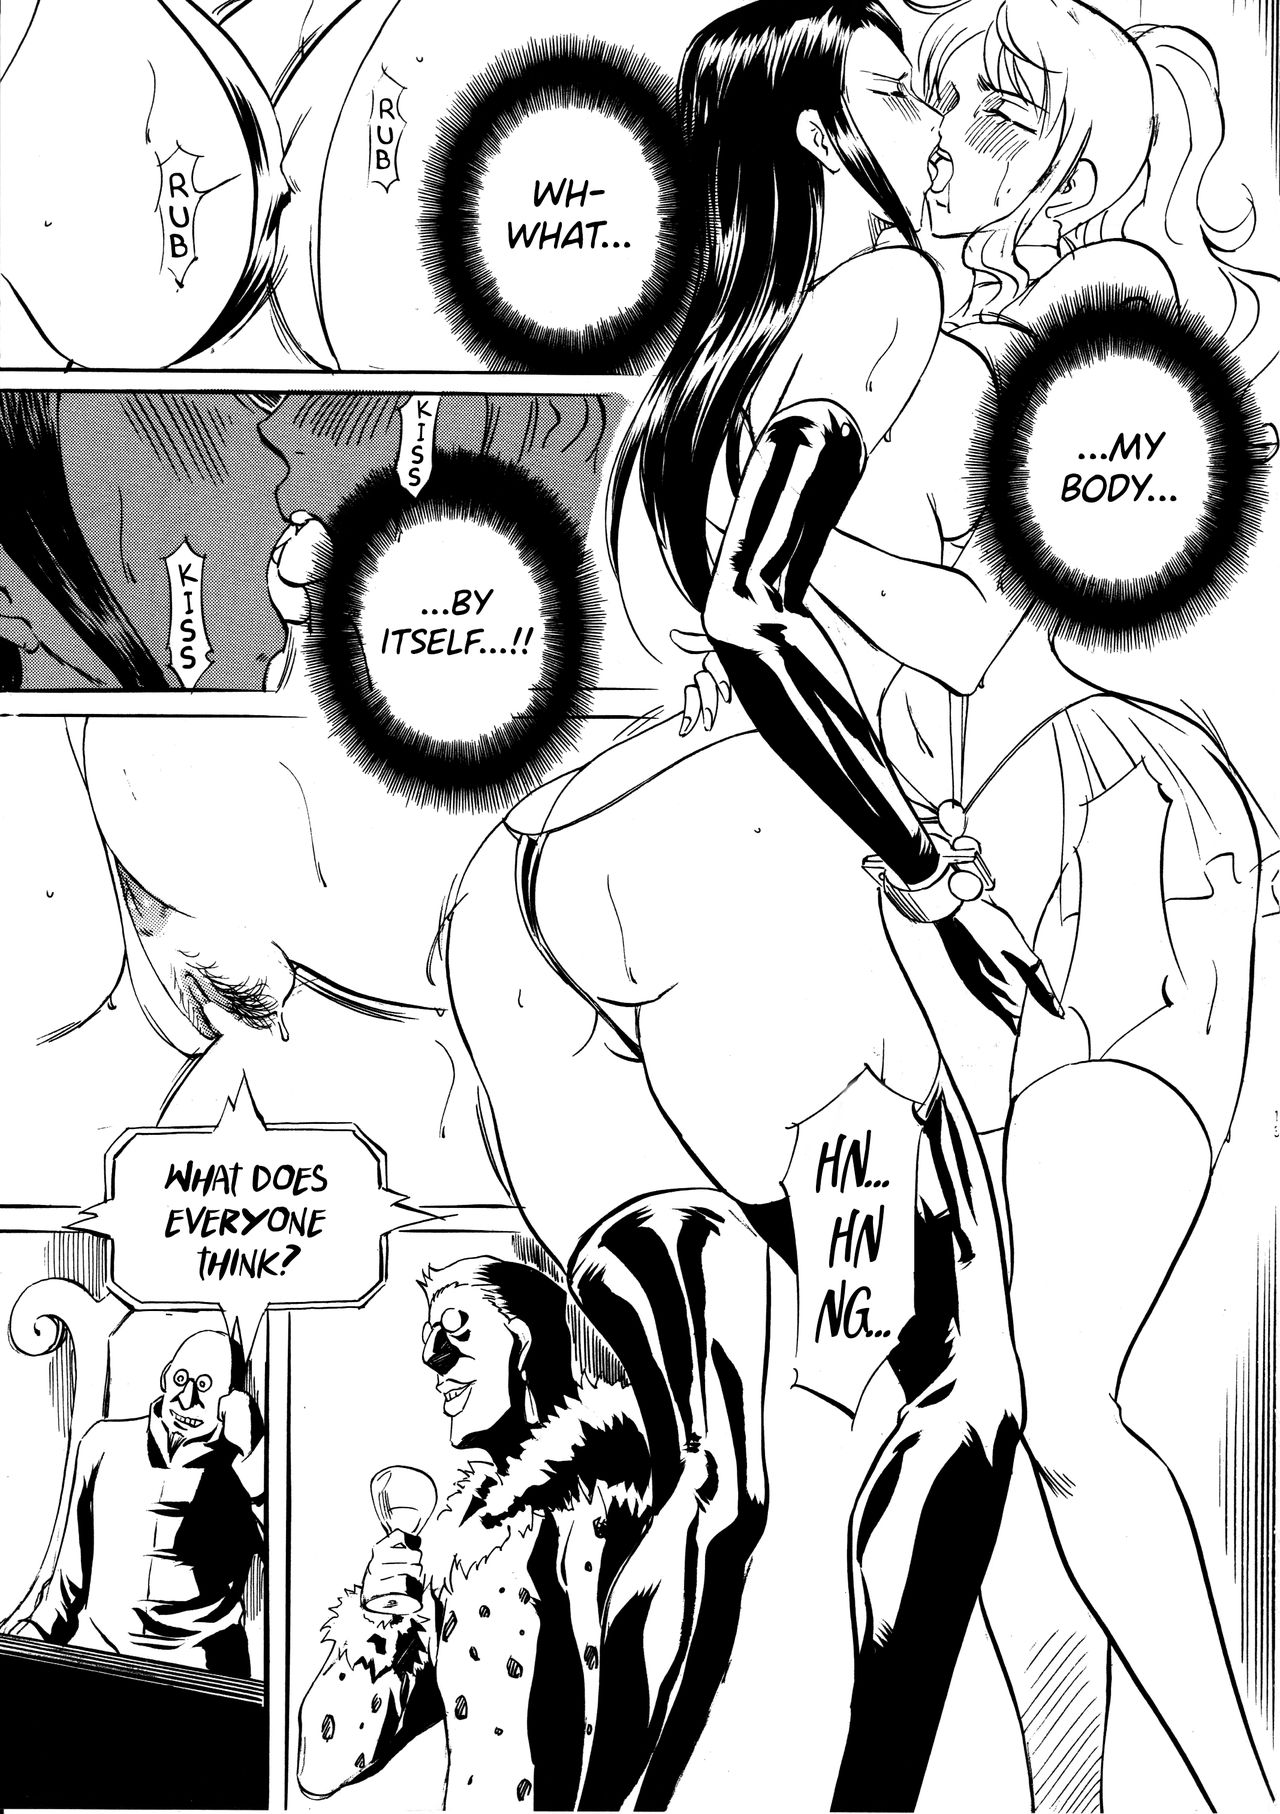 RUB
RUB
WH-
WHAT...
...MY
BODY...
KISS
KISS
...BY
ITSELF...!!
WHAT DOES
EVERYONE
THINK?
HN...
HN
NG...